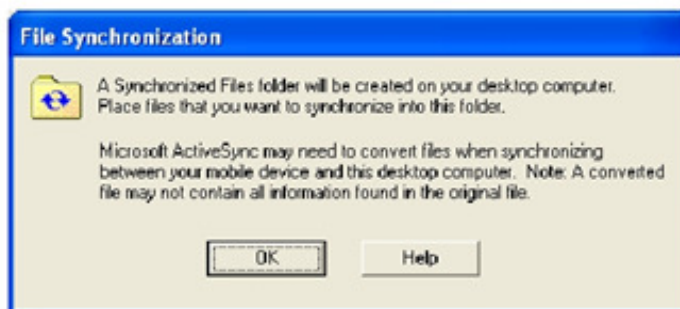 File Synchronization
A Synchronized Files folder will be created on your desktop computer.
Place files that you want to synchronize into this folder.
Microsoft ActiveSync may need to convert files when synchronizing
between your mobile device and this desktop computer. Note: A converted
file may not contain all information found in the original file.
OK
Help